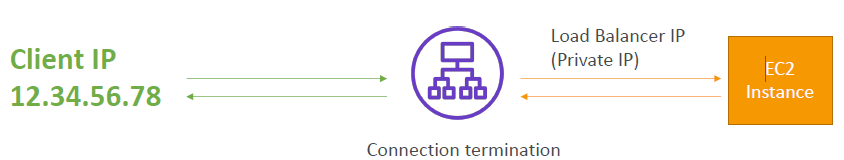 Client IP
12.34.56.78
Load Balancer IP
(Private IP)
EC2
Instance
Connection termination